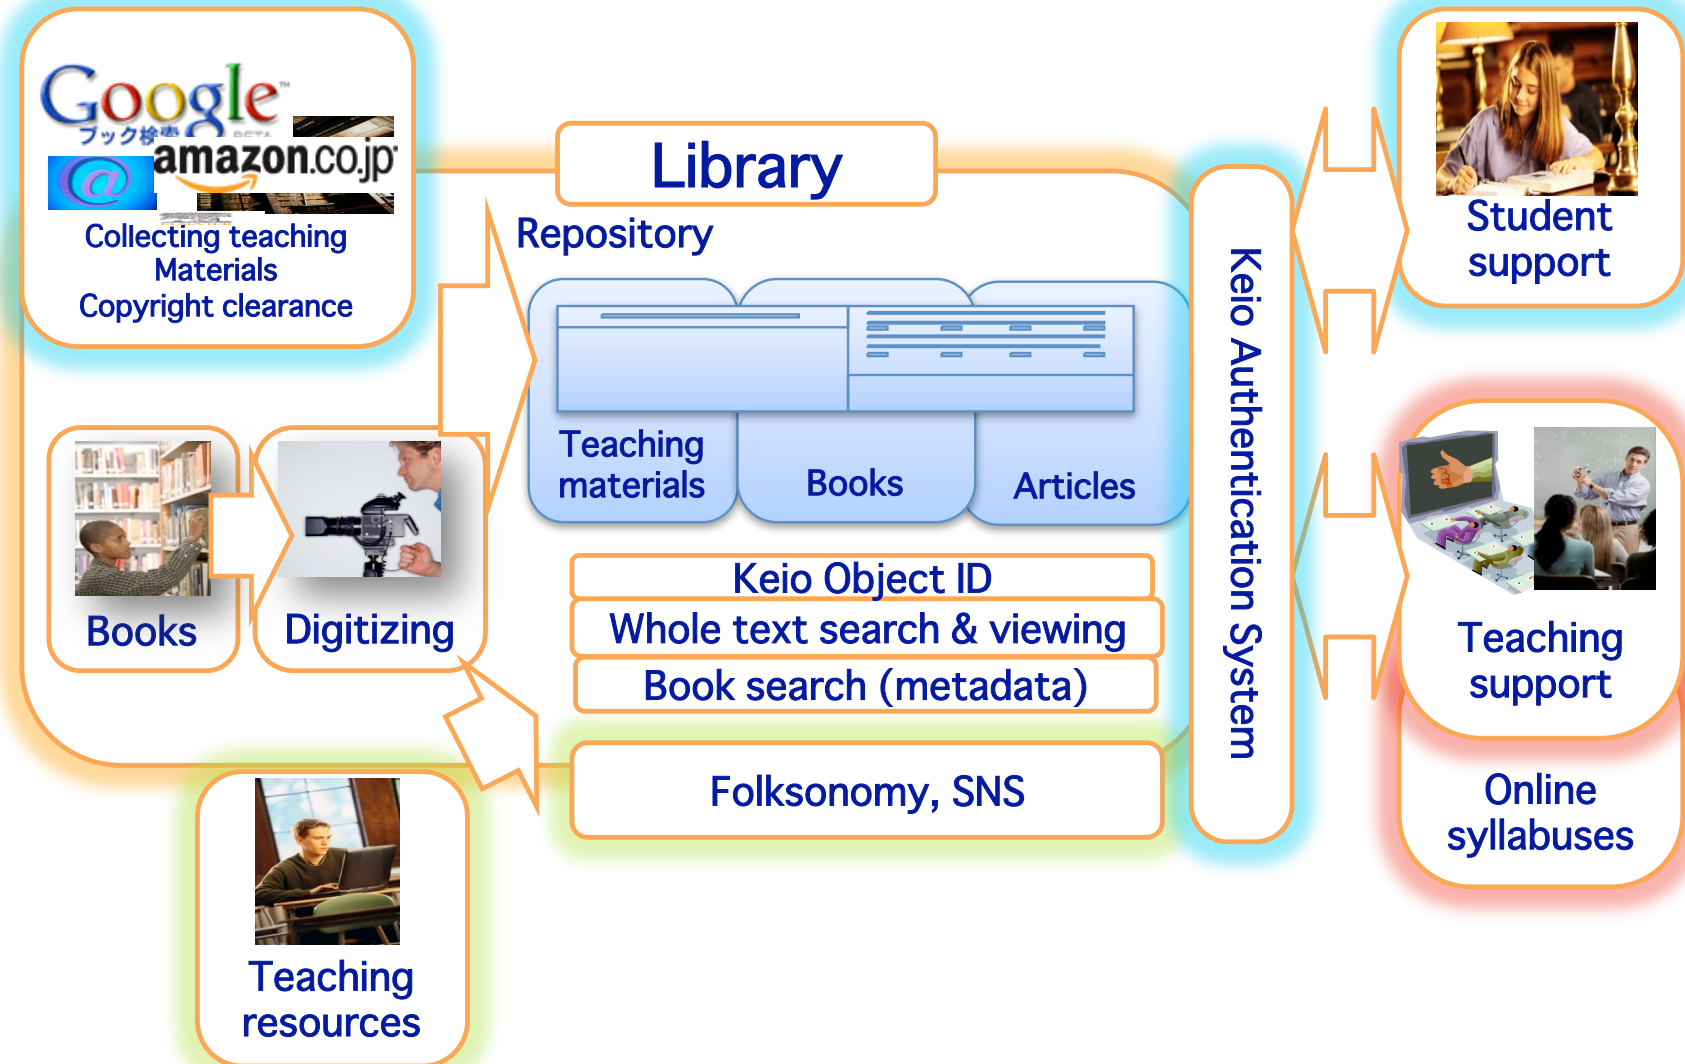 Google™
ブック検索 BETA
amazon.co.jp
@
Collecting teaching
Materials
Copyright clearance
Library
Repository
Teaching
materials
Books
Articles
Books
Digitizing
Keio Object ID
Whole text search & viewing
Book search (metadata)
Folksonomy, SNS
Keio Authentication System
Student
support
Teaching
support
Online
syllabuses
Teaching
resources